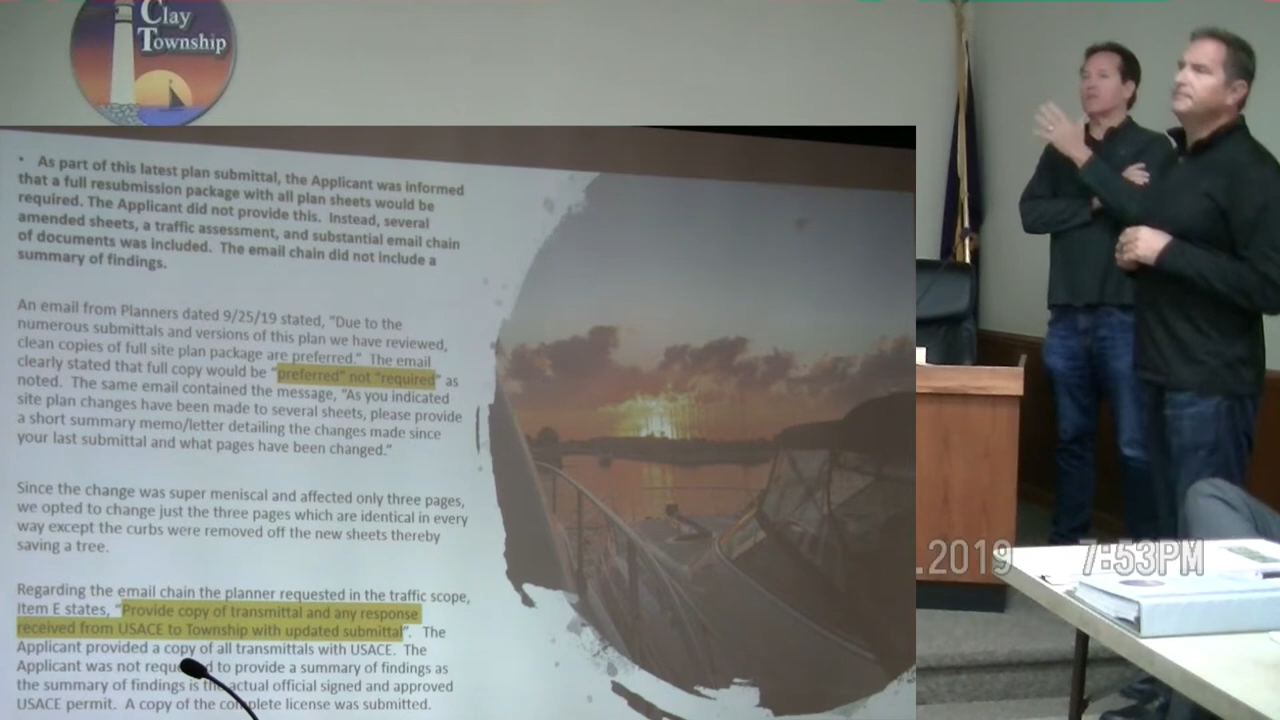 Clay
Township
• As part of this latest plan submittal, the Applicant was informed
that a full resubmission package with all plan sheets would be
required. The Applicant did not provide this. Instead, several
amended sheets, a traffic assessment, and substantial email chain
of documents was included. The email chain did not include a
summary of findings.
An email from Planners dated 9/25/19 stated, "Due to the
numerous submittals and versions of this plan we have reviewed,
clean copies of full site plan package are preferred." The email
clearly stated that full copy would be "preferred" not "required" as
noted. The same email contained the message, "As you indicated
site plan changes have been made to several sheets, please provide
a short summary memo/letter detailing the changes made since
your last submittal and what pages have been changed."
Since the change was super meniscal and affected only three pages,
we opted to change just the three pages which are identical in every
way except the curbs were removed off the new sheets thereby
saving a tree.
Regarding the email chain the planner requested in the traffic scope,
Item E states, "Provide copy of transmittal and any response
received from USACE to Township with updated submittal". The
Applicant provided a copy of all transmittals with USACE. The
Applicant was not requ d to provide a summary of findings as
the summary of findings is the actual official signed and approved
USACE permit. A copy of the complete license was submitted.
.2019 7:53PM